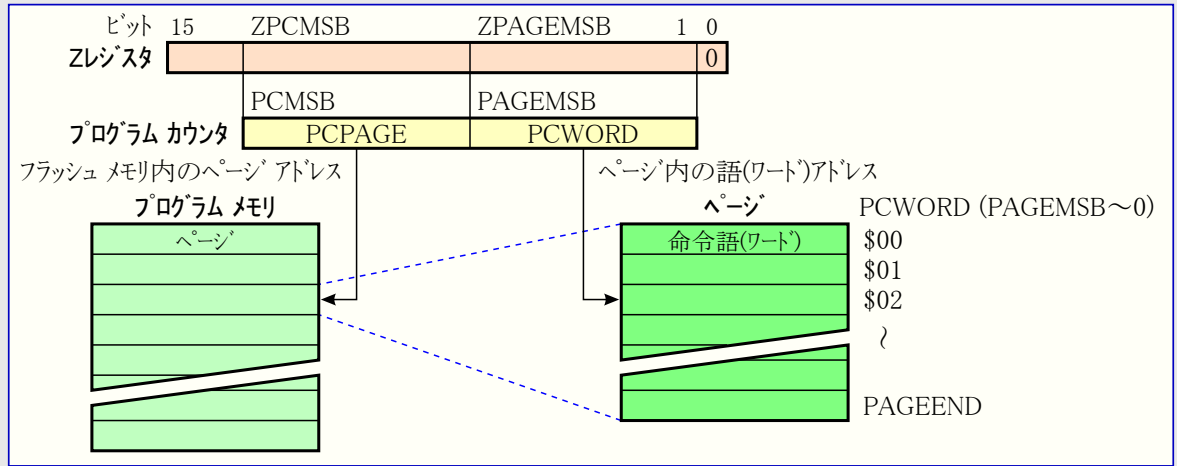 ビット 15 ZPCMSB ZPAGEMSB 1 0
Zレジスタ 0
PCMSB PAGEMSB
プログラム カウンタ PCPAGE PCWORD
フラッシュ メモリ内のページ アドレス ページ内の語(ワード)アドレス
プログラム メモリ ページ PCWORD (PAGEMSB～0)
ページ 命令語(ワード) $00
$01
$02
～
PAGEEND